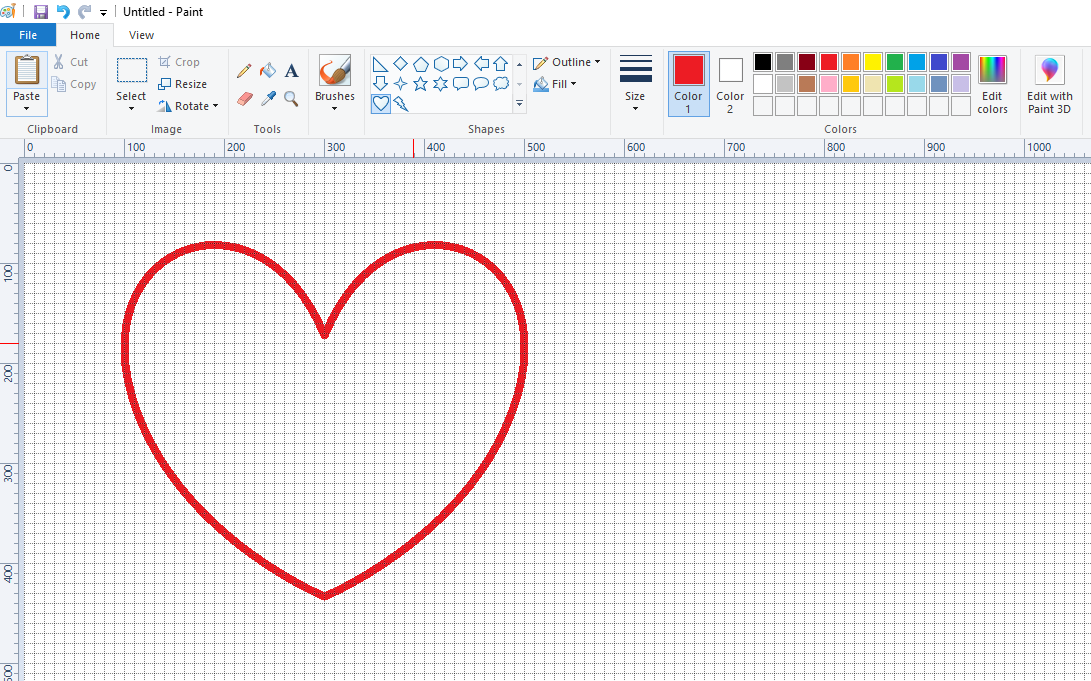 Untitled - Paint
File Home View
Paste Cut Copy Select Crop Resize Rotate A Brushes Outline Fill Size Color 1 Color 2 Edit colors Edit with Paint 3D
Clipboard Image Tools Shapes Colors
0 100 200 300 400 500 600 700 800 900 1000
0
100
200
300
400
500